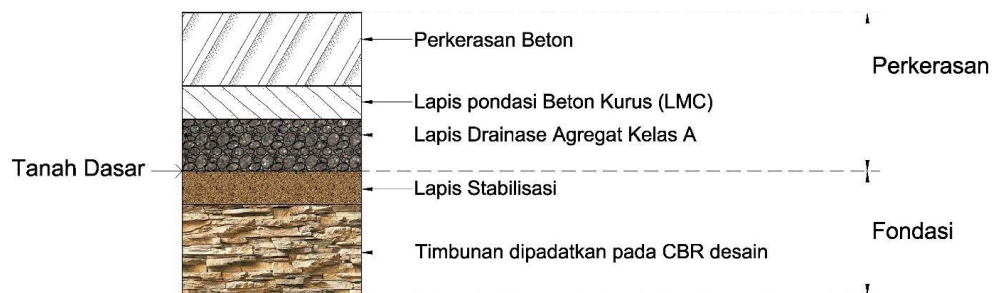 Perkerasan Beton
Perkerasan
Lapis pondasi Beton Kurus (LMC)
Lapis Drainase Agregat Kelas A
Tanah Dasar
Lapis Stabilisasi
Fondasi
Timbunan dipadatkan pada CBR desain